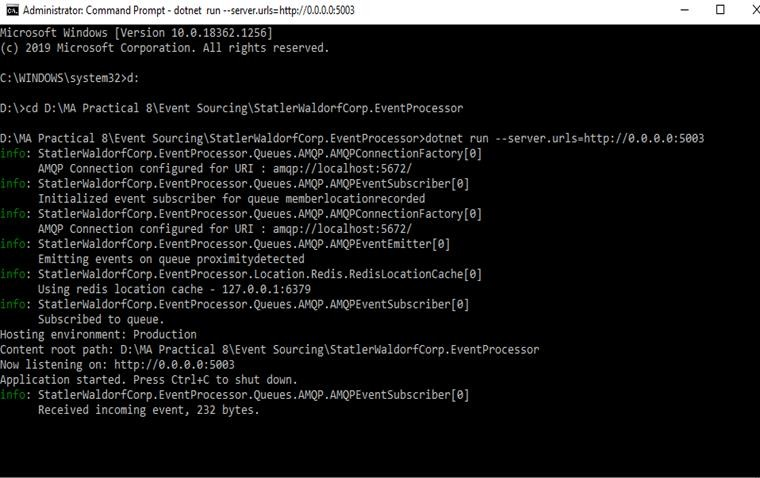 Administrator: Command Prompt - dotnet run --server.urls=http://0.0.0.0:5003
Microsoft Windows [Version 10.0.18362.1256]
(c) 2019 Microsoft Corporation. All rights reserved.
C:\WINDOWS\system32>d:
D:\>cd D:\MA Practical 8\Event Sourcing\StatlerWaldorfCorp.EventProcessor
D:\MA Practical 8\Event Sourcing\StatlerWaldorfCorp.EventProcessor>dotnet run --server.urls=http://0.0.0.0:5003
info: StatlerWaldorfCorp.EventProcessor.Queues.AMQP.AMQPConnectionFactory[0]
AMQP Connection configured for URI : amqp://localhost:5672/
info: StatlerWaldorfCorp.EventProcessor.Queues.AMQP.AMQPEventSubscriber[0]
Initialized event subscriber for queue memberlocationrecorded
info: StatlerWaldorfCorp.EventProcessor.Queues.AMQP.AMQPConnectionFactory[0]
AMQP Connection configured for URI : amqp://localhost:5672/
info: StatlerWaldorfCorp.EventProcessor.Queues.AMQP.AMQPEventEmitter[0]
Emitting events on queue proximitydetected
info: StatlerWaldorfCorp.EventProcessor.Location.Redis.RedisLocationCache[0]
Using redis location cache - 127.0.0.1:6379
info: StatlerWaldorfCorp.EventProcessor.Queues.AMQP.AMQPEventSubscriber[0]
Subscribed to queue.
Hosting environment: Production
Content root path: D:\MA Practical 8\Event Sourcing\StatlerWaldorfCorp.EventProcessor
Now listening on: http://0.0.0.0:5003
Application started. Press Ctrl+C to shut down.
info: StatlerWaldorfCorp.EventProcessor.Queues.AMQP.AMQPEventSubscriber[0]
Received incoming event, 232 bytes.